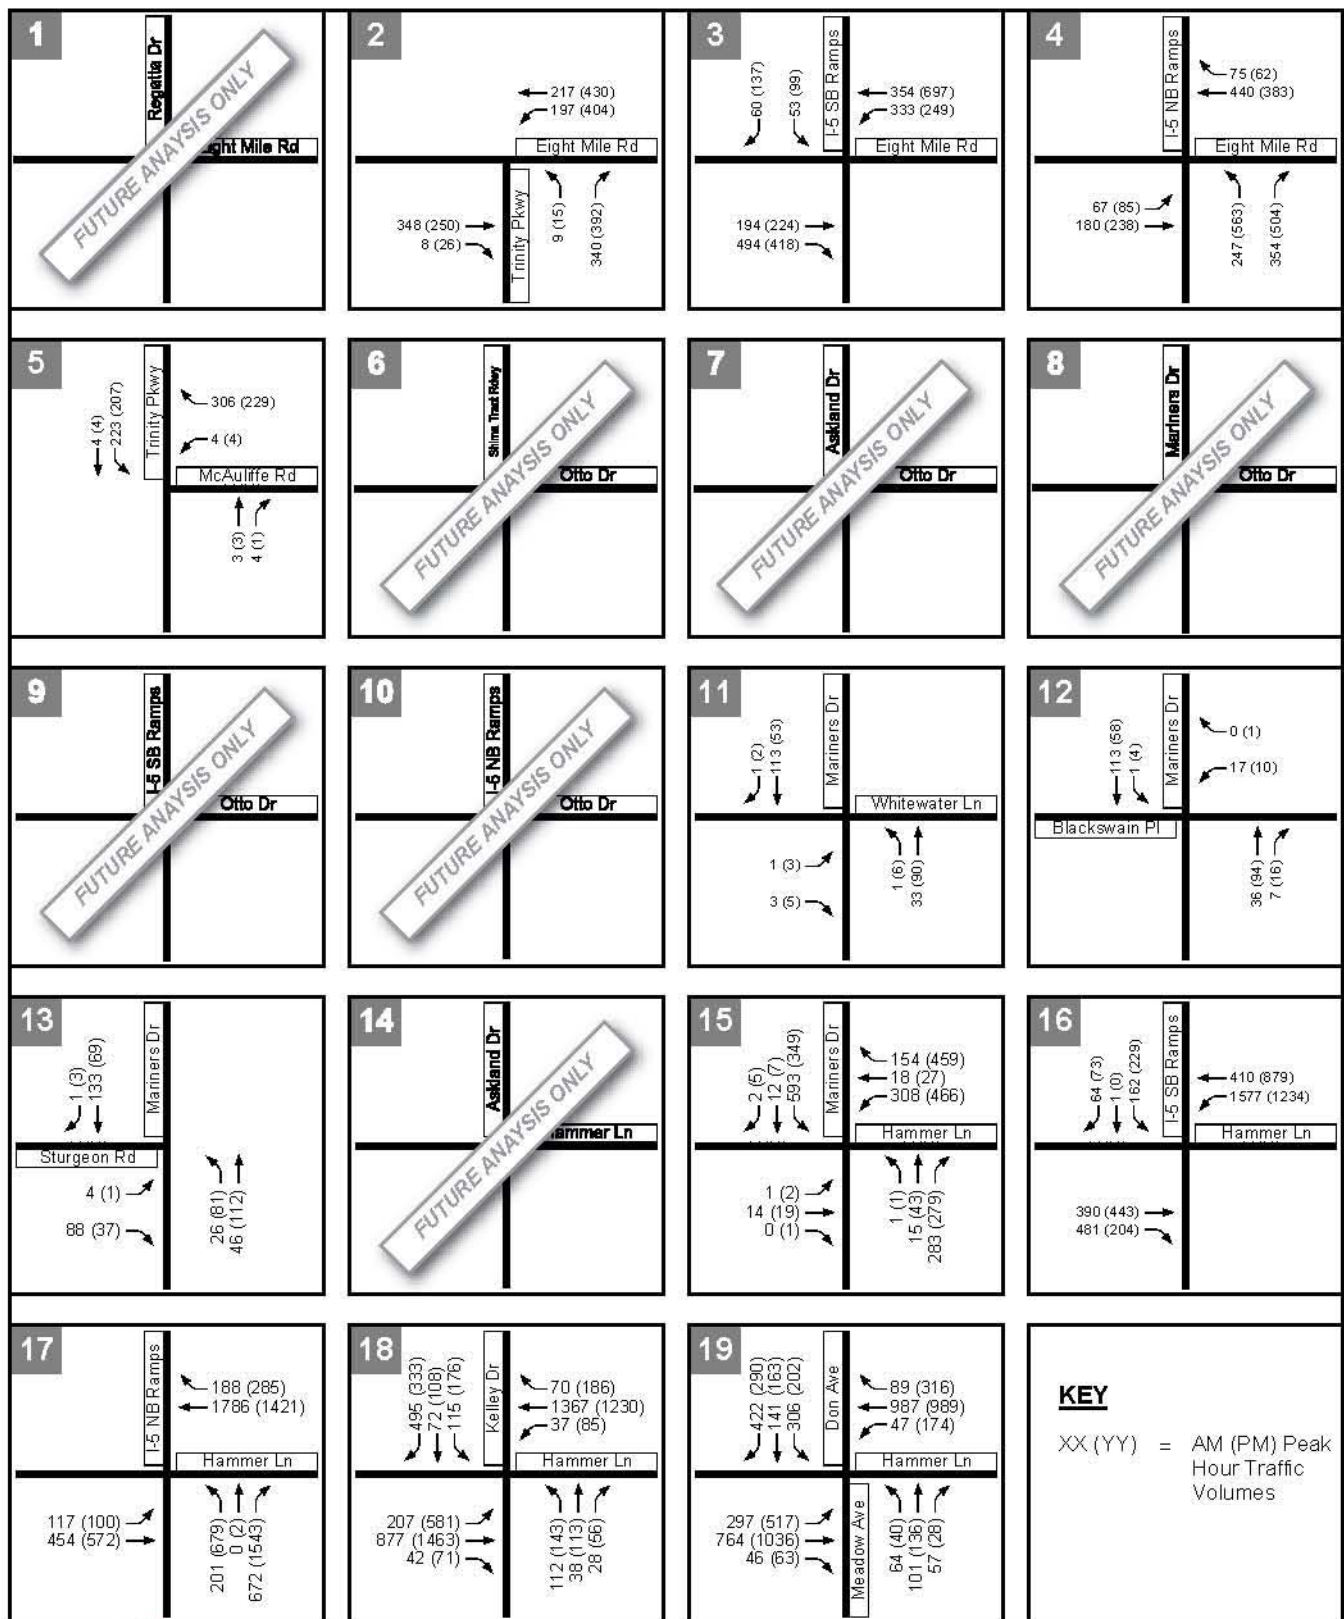 1
Regatta Dr
Eight Mile Rd
FUTURE ANAYSIS ONLY
2
217 (430)
197 (404)
Eight Mile Rd
Trinity Pkwy
348 (250)
8 (26)
9 (15)
340 (392)
3
60 (137)
53 (99)
I-5 SB Ramps
354 (697)
333 (249)
Eight Mile Rd
194 (224)
494 (418)
4
I-5 NB Ramps
75 (62)
440 (383)
Eight Mile Rd
67 (85)
180 (238)
247 (563)
354 (504)
5
4 (4)
223 (207)
Trinity Pkwy
306 (229)
4 (4)
McAuliffe Rd
3 (3)
4 (1)
6
Shima Tract Rdwy
Otto Dr
FUTURE ANAYSIS ONLY
7
Askland Dr
Otto Dr
FUTURE ANAYSIS ONLY
8
Mariners Dr
Otto Dr
FUTURE ANAYSIS ONLY
9
I-5 SB Ramps
Otto Dr
FUTURE ANAYSIS ONLY
10
I-5 NB Ramps
Otto Dr
FUTURE ANAYSIS ONLY
11
1 (2)
113 (53)
Mariners Dr
Whitewater Ln
1 (3)
3 (5)
1 (6)
33 (90)
12
113 (58)
1 (4)
Mariners Dr
0 (1)
17 (10)
Blackswain Pl
36 (94)
7 (16)
13
1 (3)
133 (69)
Mariners Dr
Sturgeon Rd
4 (1)
88 (37)
26 (81)
46 (112)
14
Askland Dr
Hammer Ln
FUTURE ANAYSIS ONLY
15
2 (5)
12 (7)
593 (349)
Mariners Dr
154 (459)
18 (27)
308 (466)
Hammer Ln
1 (2)
14 (19)
0 (1)
1 (1)
15 (43)
283 (279)
16
64 (73)
1 (0)
162 (229)
I-5 SB Ramps
410 (879)
1577 (1234)
Hammer Ln
390 (443)
481 (204)
17
I-5 NB Ramps
188 (285)
1786 (1421)
Hammer Ln
117 (100)
454 (572)
201 (679)
0 (2)
672 (1543)
18
495 (333)
72 (108)
115 (176)
Kelley Dr
70 (186)
1367 (1230)
37 (85)
Hammer Ln
207 (581)
877 (1463)
42 (71)
112 (143)
38 (113)
28 (56)
19
422 (290)
141 (163)
306 (202)
Don Ave
89 (316)
987 (989)
47 (174)
Hammer Ln
297 (517)
764 (1036)
46 (63)
Meadow Ave
64 (40)
101 (136)
57 (28)
KEY
XX (YY) = AM (PM) Peak
Hour Traffic
Volumes